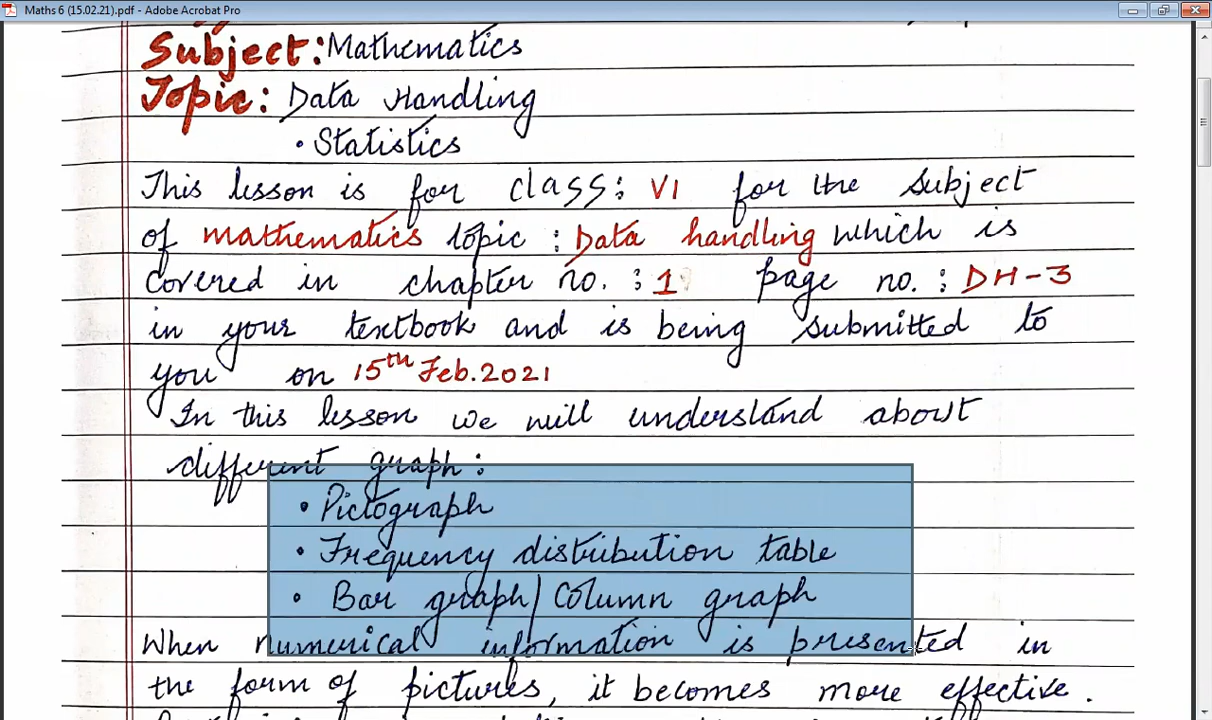 Maths 6 (15.02.21).pdf - Adobe Acrobat Pro
Subject: Mathematics
Topic: Data Handling
• Statistics
This lesson is for class: VI for the subject
of mathematics topic : Data handling which is
covered in chapter no. : 1 page no. : DH-3
in your textbook and is being submitted to
you on 15th Feb. 2021
In this lesson we will understand about
different graph:
• Pictograph
• Frequency distribution table
• Bar graph/Column graph
When numerical information is presented in
the form of pictures, it becomes more effective.